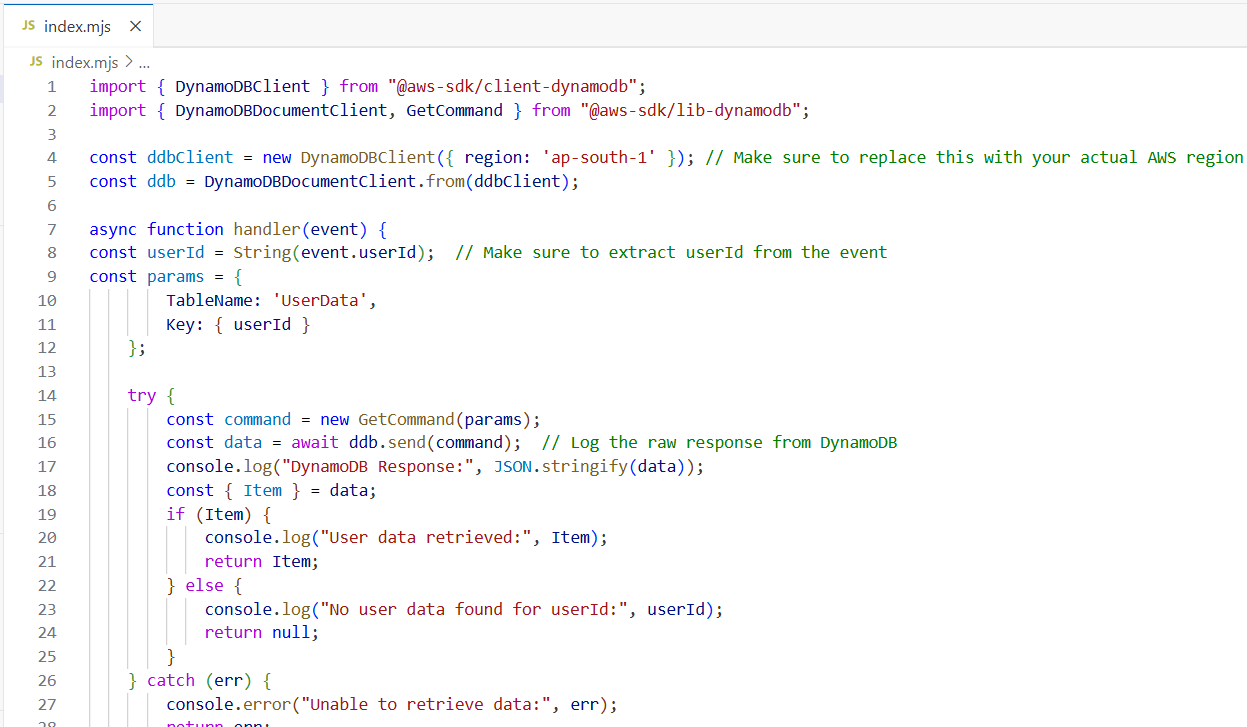 JS index.mjs ×
JS index.mjs > ...
1 import { DynamoDBClient } from "@aws-sdk/client-dynamodb";
2 import { DynamoDBDocumentClient, GetCommand } from "@aws-sdk/lib-dynamodb";
3
4 const ddbClient = new DynamoDBClient({ region: 'ap-south-1' }); // Make sure to replace this with your actual AWS region
5 const ddb = DynamoDBDocumentClient.from(ddbClient);
6
7 async function handler(event) {
8 const userId = String(event.userId);  // Make sure to extract userId from the event
9 const params = {
10         TableName: 'UserData',
11         Key: { userId }
12     };
13
14     try {
15         const command = new GetCommand(params);
16         const data = await ddb.send(command);  // Log the raw response from DynamoDB
17         console.log("DynamoDB Response:", JSON.stringify(data));
18         const { Item } = data;
19         if (Item) {
20             console.log("User data retrieved:", Item);
21             return Item;
22         } else {
23             console.log("No user data found for userId:", userId);
24             return null;
25         }
26     } catch (err) {
27         console.error("Unable to retrieve data:", err);
28         return err;